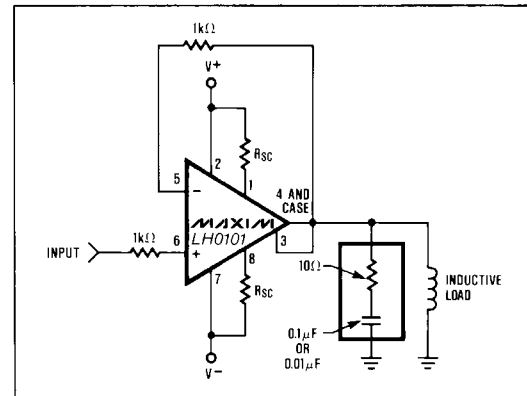 1kΩ
V+
RSC
2
1
5
−
4 AND
CASE
MAXIM
LH0101
3
INPUT
1kΩ
6
+
8
7
RSC
V−
10Ω
0.1µF
OR
0.01µF
INDUCTIVE
LOAD